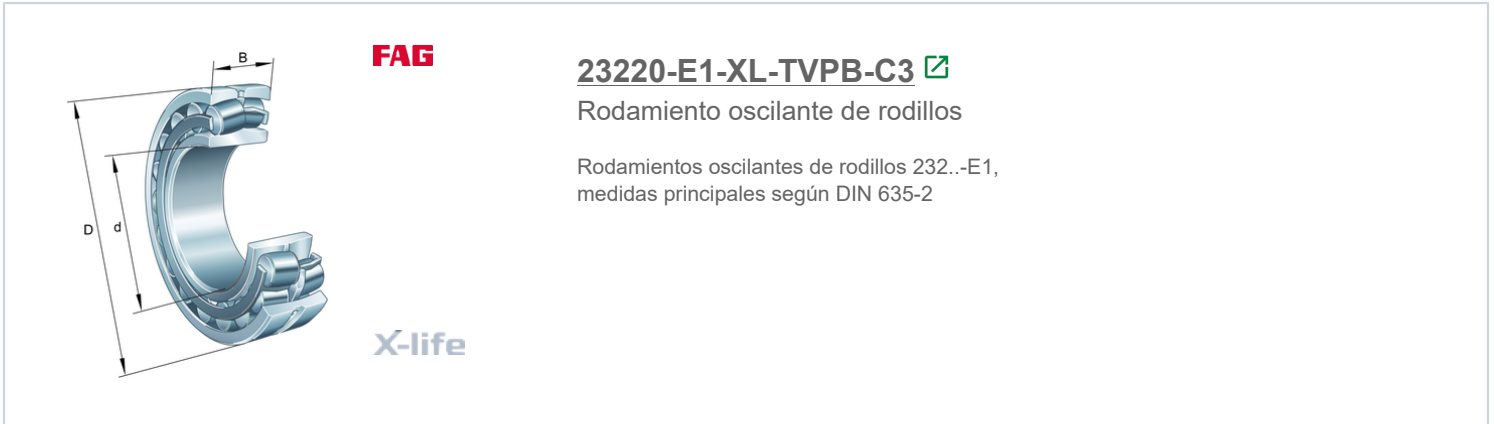 B
FAG
23220-E1-XL-TVPB-C3
Rodamiento oscilante de rodillos
Rodamientos oscilantes de rodillos 232..-E1,
medidas principales según DIN 635-2
D
d
X-life